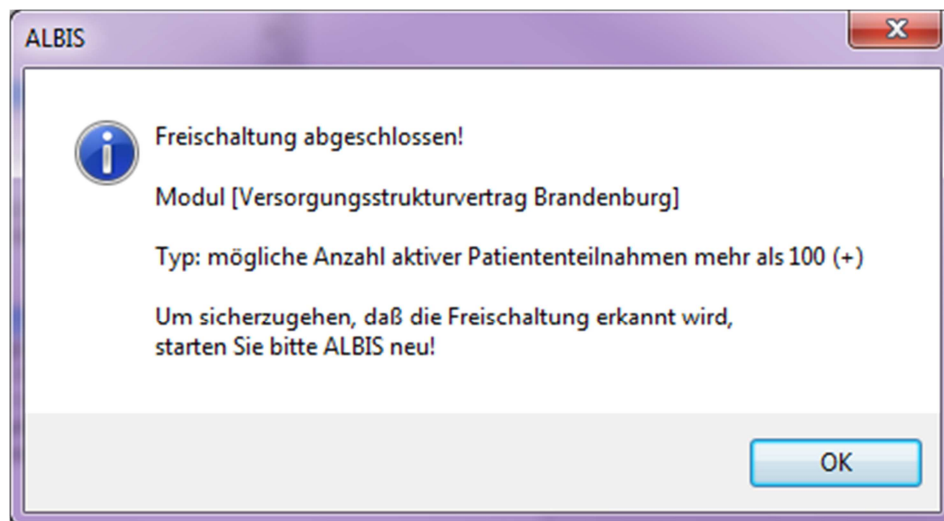 ALBIS
Freischaltung abgeschlossen!
Modul [Versorgungsstrukturvertrag Brandenburg]
Typ: mögliche Anzahl aktiver Patiententeilnahmen mehr als 100 (+)
Um sicherzugehen, daß die Freischaltung erkannt wird,
starten Sie bitte ALBIS neu!
OK